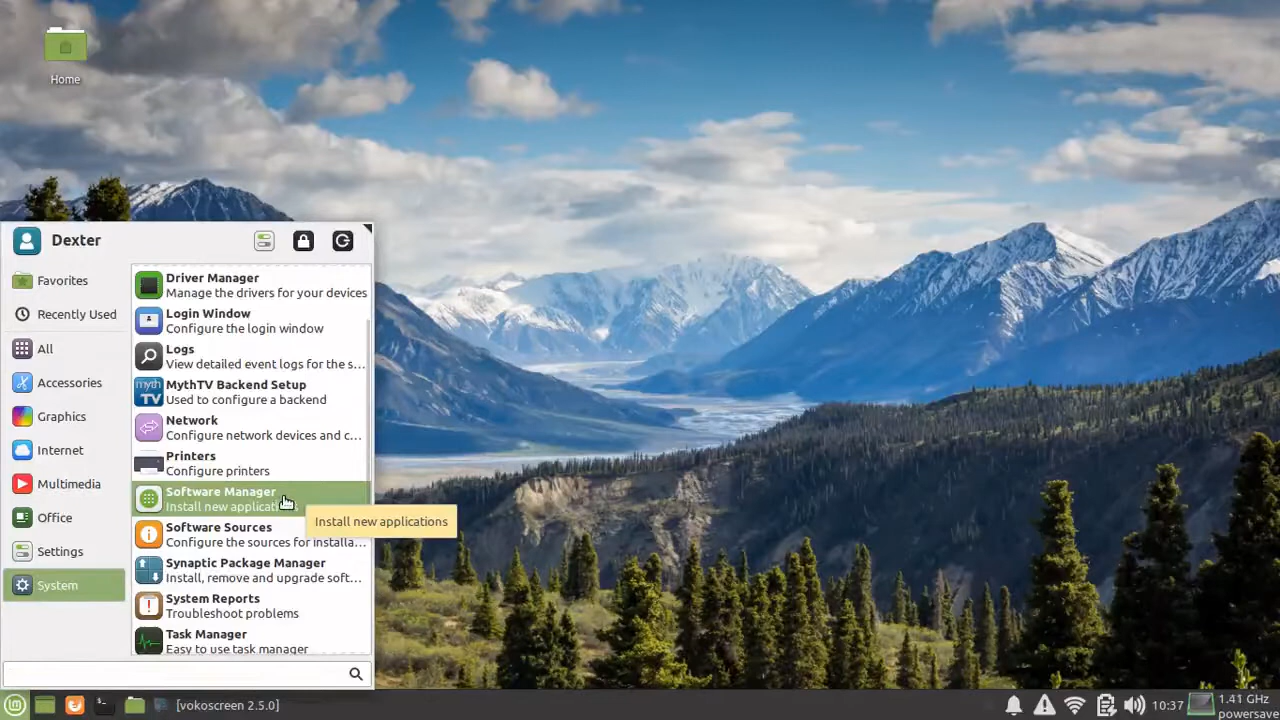 Home
Dexter
Favorites
Recently Used
All
Accessories
Graphics
Internet
Multimedia
Office
Settings
System
Driver Manager
Manage the drivers for your devices
Login Window
Configure the login window
Logs
View detailed event logs for the s...
myth
TV
MythTV Backend Setup
Used to configure a backend
Network
Configure network devices and c...
Printers
Configure printers
Software Manager
Install new applicati
Install new applications
Software Sources
Configure the sources for installa...
Synaptic Package Manager
Install, remove and upgrade soft...
System Reports
Troubleshoot problems
Task Manager
Easy to use task manager
[vokoscreen 2.5.0]
10:37
1.41 GHz
powersave